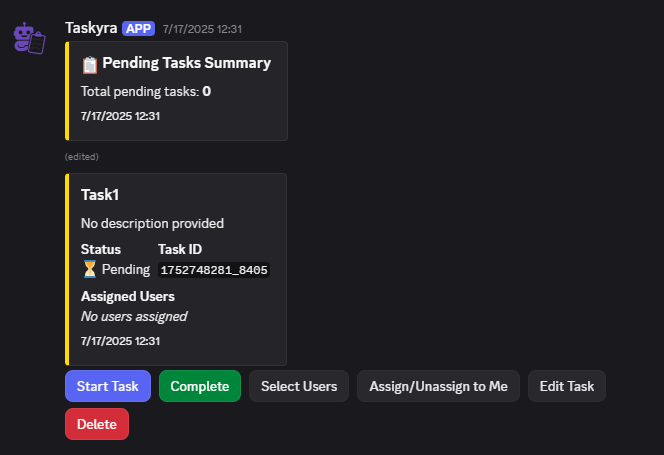 Taskyra APP 7/17/2025 12:31
📋 Pending Tasks Summary
Total pending tasks: 0
7/17/2025 12:31
(edited)
Task1
No description provided
Status Task ID
⏳ Pending 1752748281_8405
Assigned Users
No users assigned
7/17/2025 12:31
Start Task Complete Select Users Assign/Unassign to Me Edit Task
Delete